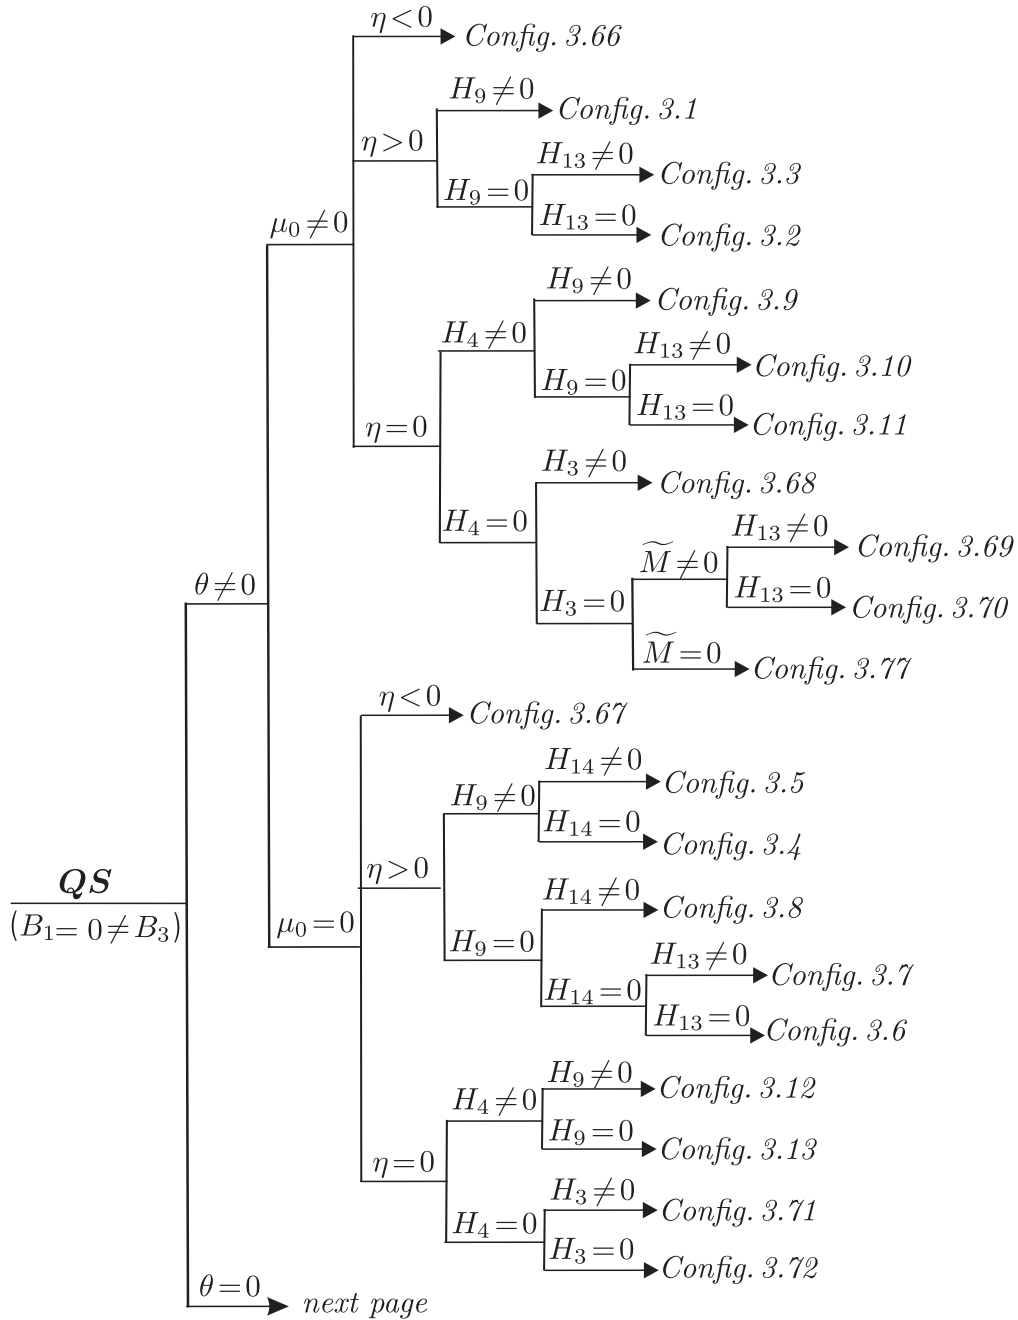 η<0 Config. 3.66
H₉≠0 Config. 3.1
η>0
H₁₃≠0 Config. 3.3
H₉=0
H₁₃=0 Config. 3.2
μ₀≠0
H₉≠0 Config. 3.9
H₄≠0
H₁₃≠0 Config. 3.10
H₉=0
H₁₃=0 Config. 3.11
η=0
H₃≠0 Config. 3.68
H₄=0
H₁₃≠0 Config. 3.69
M̃≠0
H₁₃=0 Config. 3.70
θ≠0
H₃=0
M̃=0 Config. 3.77
η<0 Config. 3.67
H₁₄≠0 Config. 3.5
H₉≠0
H₁₄=0 Config. 3.4
η>0
QS
(B₁=0≠B₃)
H₁₄≠0 Config. 3.8
μ₀=0
H₉=0
H₁₃≠0 Config. 3.7
H₁₄=0
H₁₃=0 Config. 3.6
H₉≠0 Config. 3.12
H₄≠0
H₉=0 Config. 3.13
η=0
H₃≠0 Config. 3.71
H₄=0
H₃=0 Config. 3.72
θ=0 next page